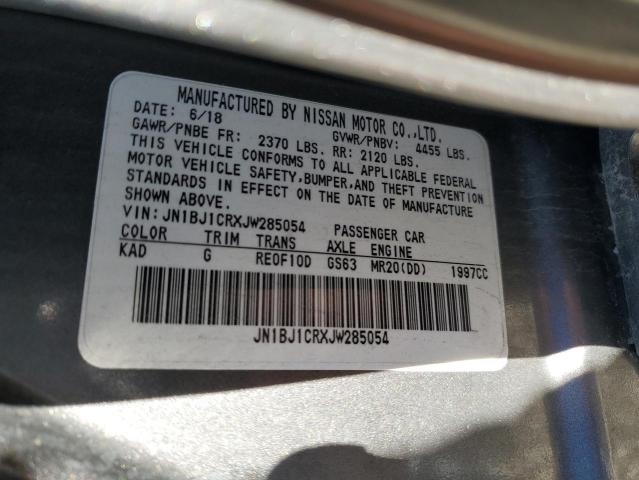 MANUFACTURED BY NISSAN MOTOR CO.,LTD.
DATE: 6/18 GVWR/PNBV: 4455 LBS.
GAWR/PNBE FR: 2370 LBS. RR: 2120 LBS.
THIS VEHICLE CONFORMS TO ALL APPLICABLE FEDERAL
MOTOR VEHICLE SAFETY,BUMPER,AND THEFT PREVENTION
STANDARDS IN EFFECT ON THE DATE OF MANUFACTURE
SHOWN ABOVE.
VIN:JN1BJ1CRXJW285054 PASSENGER CAR
COLOR TRIM TRANS AXLE ENGINE
KAD G RE0F10D GS63 MR20(DD) 1997CC
JN1BJ1CRXJW285054